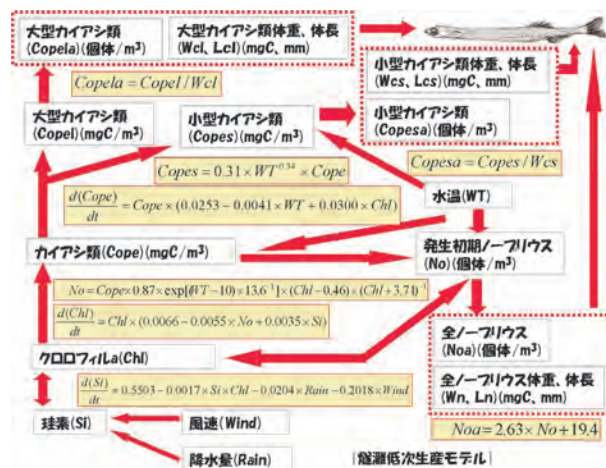 大型カイアシ類
(Copela)(個体/m³)
大型カイアシ類体重、体長
(Wcl, Lcl)(mgC, mm)
小型カイアシ類体重、体長
(Wcs, Lcs)(mgC, mm)
小型カイアシ類
(Copesa)(個体/m³)
Copela = Copel/Wcl
大型カイアシ類
(Copel)(mgC/m³)
小型カイアシ類
(Copes)(mgC/m³)
Copesa = Copes/Wcs
Copes = 0.31×WT^0.34×Cope
水温(WT)
d(Cope)/dt = Cope×(0.0253−0.0041×WT+0.0300×Chl)
カイアシ類(Cope)(mgC/m³)
発生初期ノープリウス
(No)(個体/m³)
No=Cope×0.87×exp[(WT−10)×13.6⁻¹]×(Chl−0.46)×(Chl+3.71)⁻¹
d(Chl)/dt = Chl×(0.0066−0.0055×No+0.0035×Si)
全ノープリウス
(Noa)(個体/m³)
クロロフィルa(Chl)
全ノープリウス体重、体長
(Wn, Ln)(mgC, mm)
d(Si)/dt = 0.5503−0.0017×Si×Chl−0.0204×Rain−0.2018×Wind
Noa = 2.63×No+19.4
珪素(Si)
風速(Wind)
降水量(Rain)
(燧灘低次生産モデル)